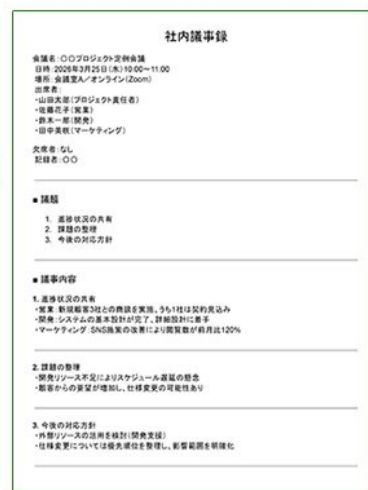 社内議事録
会議名：〇〇プロジェクト定例会議
日時：2026年3月25日(水)10:00～11:00
場所：会議室A／オンライン(Zoom)
出席者：
・山田太郎(プロジェクト責任者)
・佐藤花子(営業)
・鈴木一郎(開発)
・田中美咲(マーケティング)
欠席者：なし
記録者：〇〇
■ 議題
1. 進捗状況の共有
2. 課題の整理
3. 今後の対応方針
■ 議事内容
1. 進捗状況の共有
・営業：新規顧客3社との商談を実施、うち1社は契約見込み
・開発：システムの基本設計が完了、詳細設計に着手
・マーケティング：SNS施策の改善により閲覧数が前月比120%
2. 課題の整理
・開発リソース不足によりスケジュール遅延の懸念
・顧客からの要望が増加し、仕様変更の可能性あり
3. 今後の対応方針
・外部リソースの活用を検討(開発支援)
・仕様変更については優先順位を整理し、影響範囲を明確化